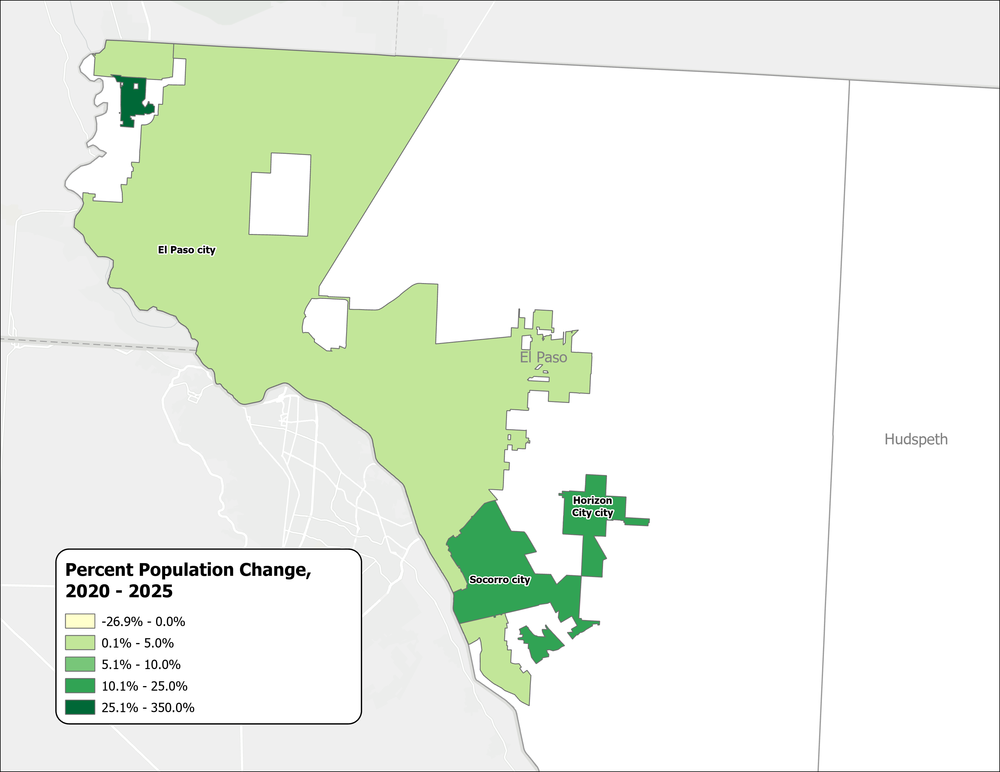 El Paso city
El Paso
Hudspeth
Horizon
City city
Socorro city
Percent Population Change,
2020 - 2025
-26.9% - 0.0%
0.1% - 5.0%
5.1% - 10.0%
10.1% - 25.0%
25.1% - 350.0%